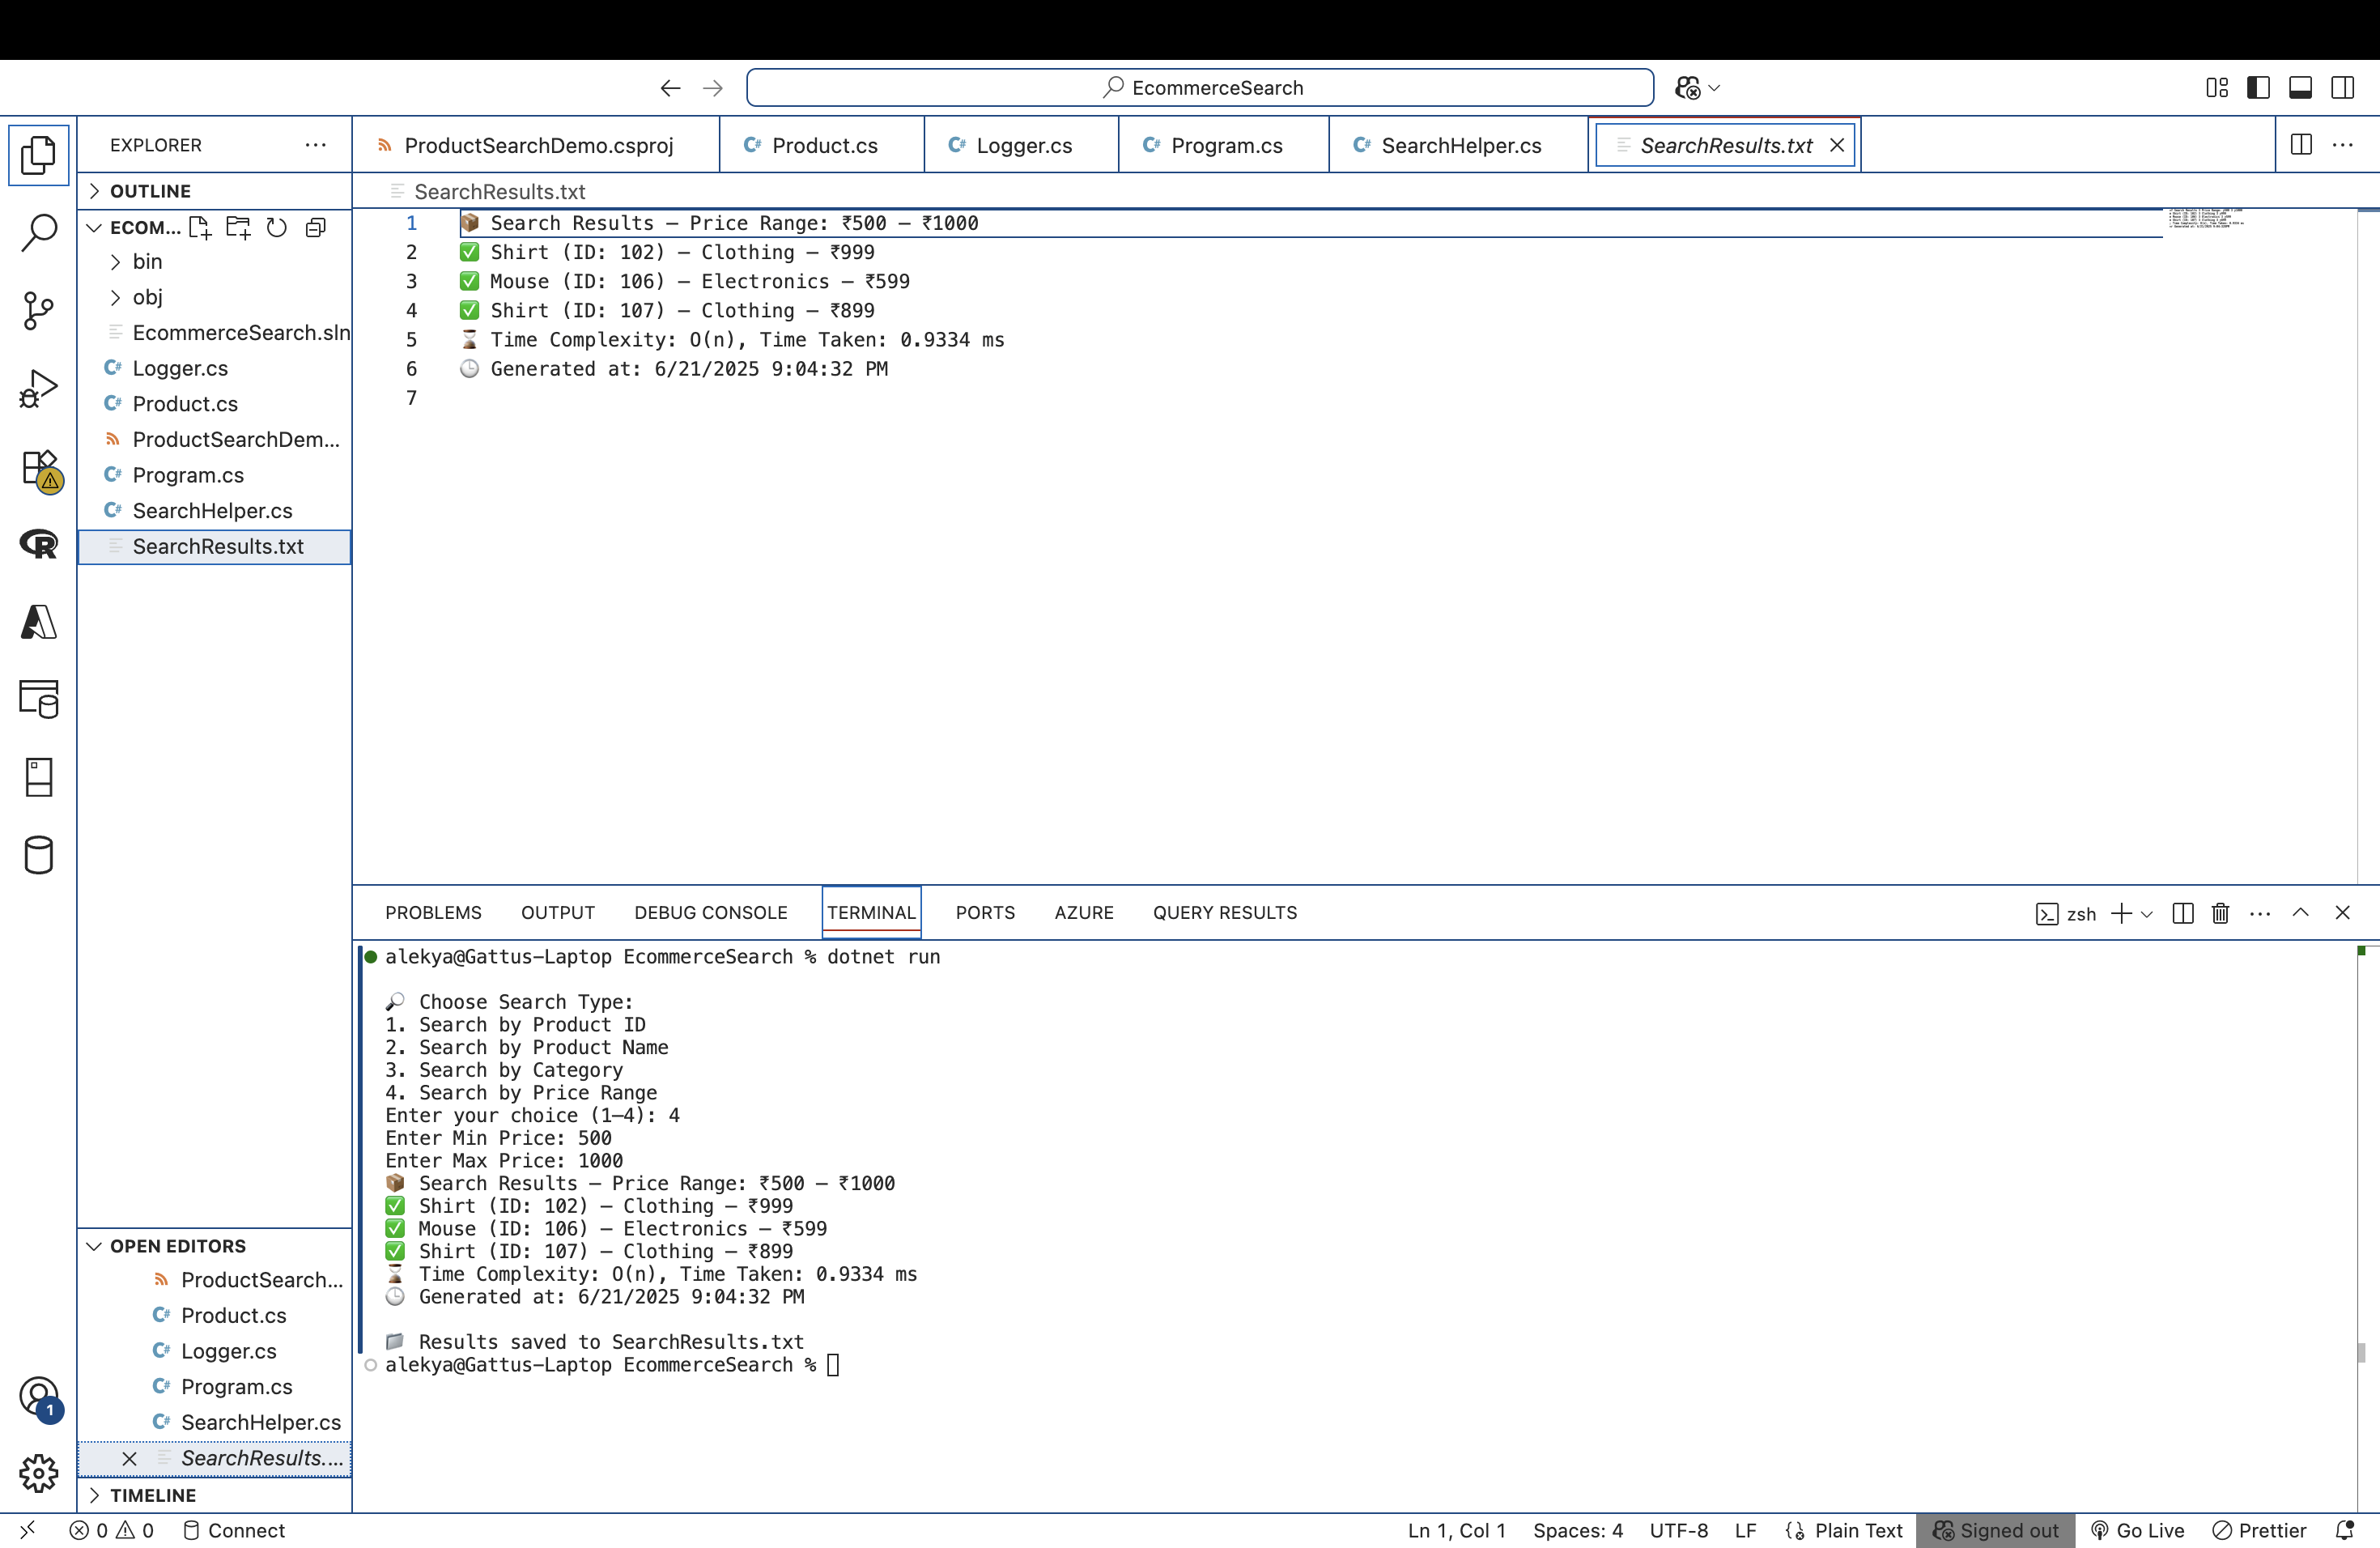 EcommerceSearch
EXPLORER
OUTLINE
ECOM...
bin
obj
EcommerceSearch.sln
Logger.cs
Product.cs
ProductSearchDem...
Program.cs
SearchHelper.cs
SearchResults.txt
OPEN EDITORS
ProductSearch...
Product.cs
Logger.cs
Program.cs
SearchHelper.cs
SearchResults....
TIMELINE
ProductSearchDemo.csproj Product.cs Logger.cs Program.cs SearchHelper.cs SearchResults.txt
SearchResults.txt
1 📦 Search Results – Price Range: ₹500 – ₹1000
2 ✅ Shirt (ID: 102) – Clothing – ₹999
3 ✅ Mouse (ID: 106) – Electronics – ₹599
4 ✅ Shirt (ID: 107) – Clothing – ₹899
5 ⏳ Time Complexity: O(n), Time Taken: 0.9334 ms
6 🕒 Generated at: 6/21/2025 9:04:32 PM
7
PROBLEMS OUTPUT DEBUG CONSOLE TERMINAL PORTS AZURE QUERY RESULTS zsh
alekya@Gattus-Laptop EcommerceSearch % dotnet run
🔎 Choose Search Type:
1. Search by Product ID
2. Search by Product Name
3. Search by Category
4. Search by Price Range
Enter your choice (1–4): 4
Enter Min Price: 500
Enter Max Price: 1000
📦 Search Results – Price Range: ₹500 – ₹1000
✅ Shirt (ID: 102) – Clothing – ₹999
✅ Mouse (ID: 106) – Electronics – ₹599
✅ Shirt (ID: 107) – Clothing – ₹899
⏳ Time Complexity: O(n), Time Taken: 0.9334 ms
🕒 Generated at: 6/21/2025 9:04:32 PM
📁 Results saved to SearchResults.txt
alekya@Gattus-Laptop EcommerceSearch %
1
0 0 Connect Ln 1, Col 1 Spaces: 4 UTF-8 LF Plain Text Signed out Go Live Prettier